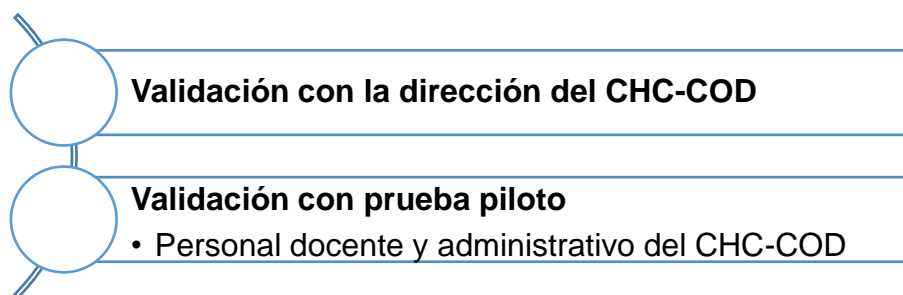 Validación con la dirección del CHC-COD
Validación con prueba piloto
• Personal docente y administrativo del CHC-COD